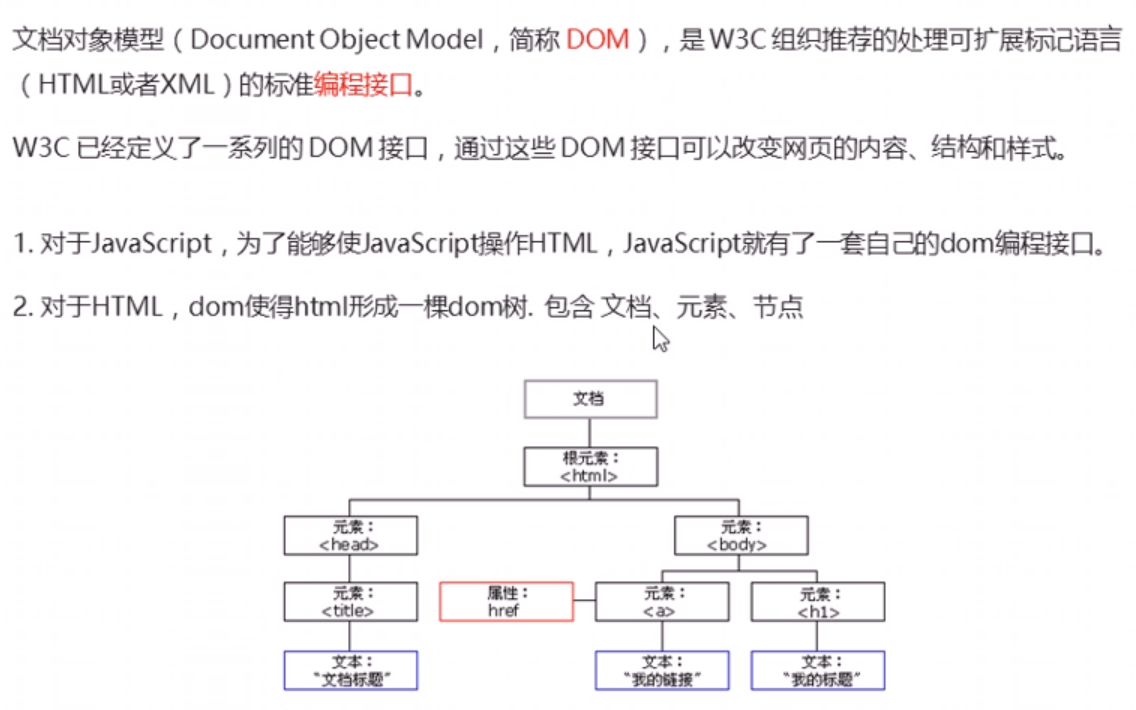 文档对象模型（Document Object Model，简称 DOM），是 W3C 组织推荐的处理可扩展标记语言
（HTML或者XML）的标准编程接口。
W3C 已经定义了一系列的 DOM 接口，通过这些 DOM 接口可以改变网页的内容、结构和样式。
1. 对于JavaScript，为了能够使JavaScript操作HTML，JavaScript就有了一套自己的dom编程接口。
2. 对于HTML，dom使得html形成一棵dom树. 包含 文档、元素、节点
文档
根元素：
<html>
元素：
<head>
元素：
<body>
元素：
<title>
属性：
href
元素：
<a>
元素：
<h1>
文本：
"文档标题"
文本：
"我的链接"
文本：
"我的标题"